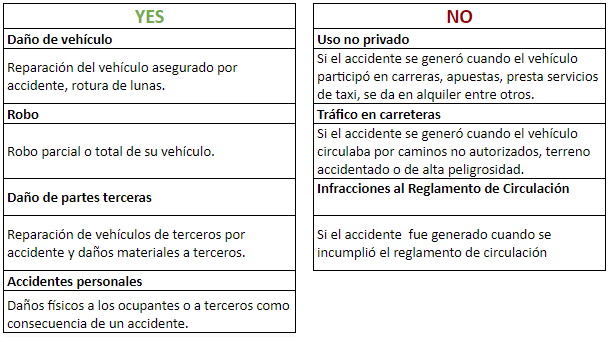 YES
Daño de vehículo
Reparación del vehículo asegurado por
accidente, rotura de lunas.
Robo
Robo parcial o total de su vehículo.
Daño de partes terceras
Reparación de vehículos de terceros por
accidente y daños materiales a terceros.
Accidentes personales
Daños físicos a los ocupantes o a terceros como
consecuencia de un accidente.
NO
Uso no privado
Si el accidente se generó cuando el vehículo
participó en carreras, apuestas, presta servicios
de taxi, se da en alquiler entre otros.
Tráfico en carreteras
Si el accidente se generó cuando el vehículo
circulaba por caminos no autorizados, terreno
accidentado o de alta peligrosidad.
Infracciones al Reglamento de Circulación
Si el accidente fue generado cuando se
incumplió el reglamento de circulación